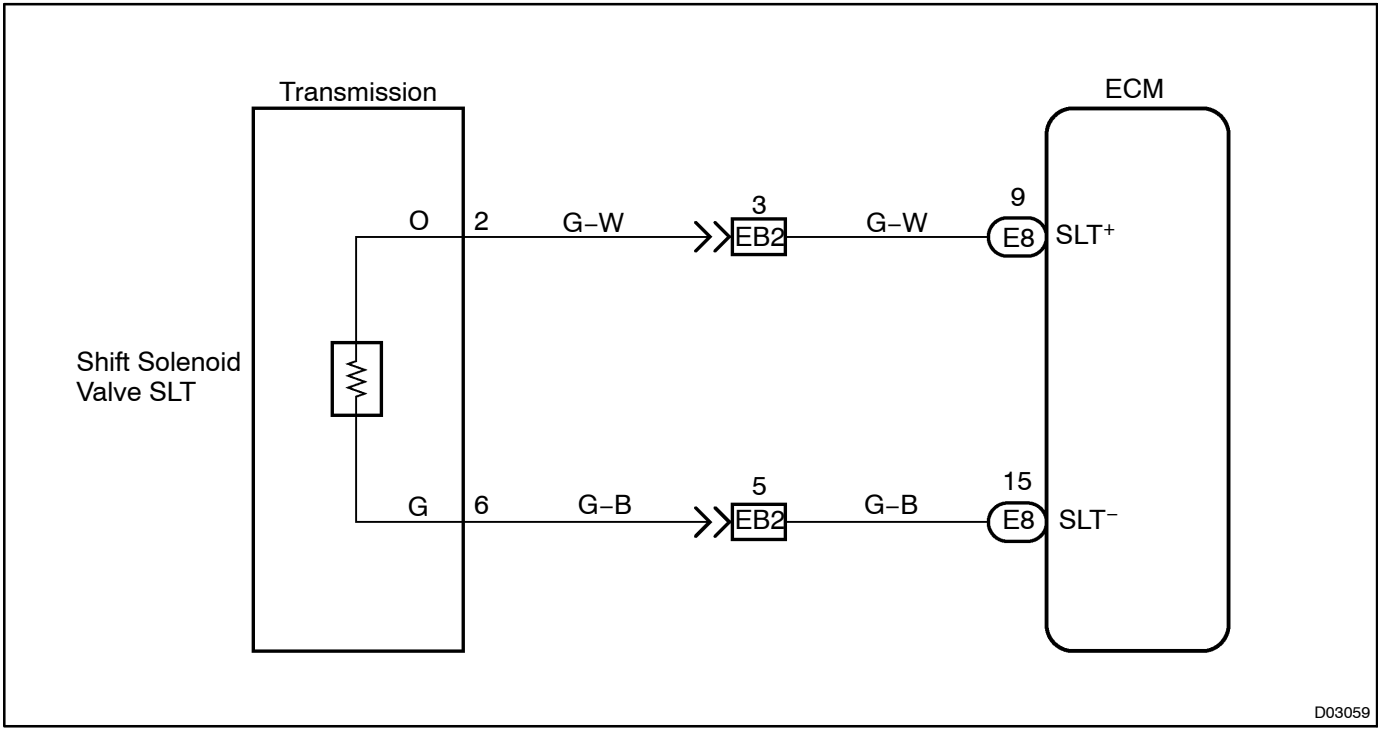 Transmission
ECM
O
2
G–W
3
EB2
G–W
9
E8
SLT+
Shift Solenoid
Valve SLT
G
6
G–B
5
EB2
G–B
15
E8
SLT–
D03059